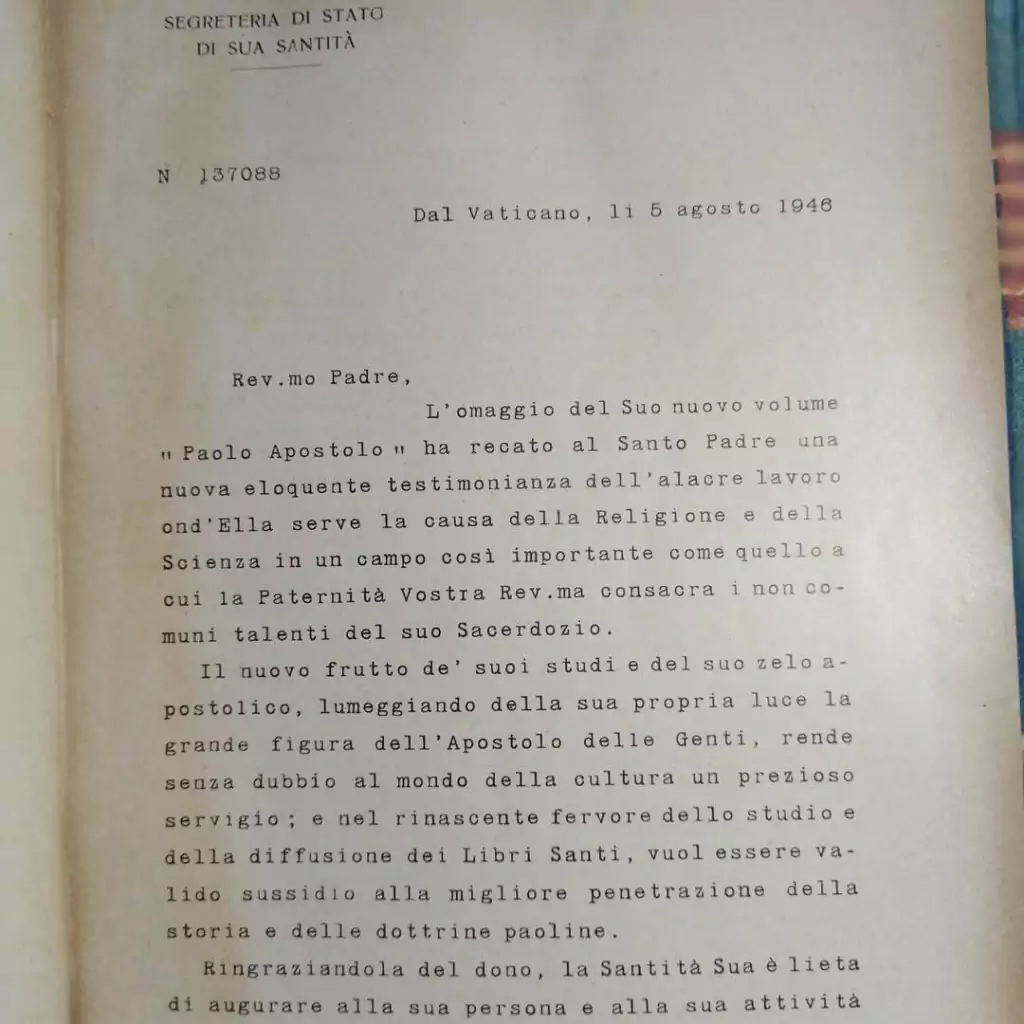 SEGRETERIA DI STATO
DI SUA SANTITÀ
N 137088
Dal Vaticano, li 5 agosto 1946
Rev.mo Padre,
L'omaggio del Suo nuovo volume
" Paolo Apostolo " ha recato al Santo Padre una
nuova eloquente testimonianza dell'alacre lavoro
ond'Ella serve la causa della Religione e della
Scienza in un campo così importante come quello a
cui la Paternità Vostra Rev.ma consacra i non co-
muni talenti del suo Sacerdozio.
Il nuovo frutto de' suoi studi e del suo zelo a-
postolico, lumeggiando della sua propria luce la
grande figura dell'Apostolo delle Genti, rende
senza dubbio al mondo della cultura un prezioso
servigio; e nel rinascente fervore dello studio e
della diffusione dei Libri Santi, vuol essere va-
lido sussidio alla migliore penetrazione della
storia e delle dottrine paoline.
Ringraziandola del dono, la Santità Sua è lieta
di augurare alla sua persona e alla sua attività